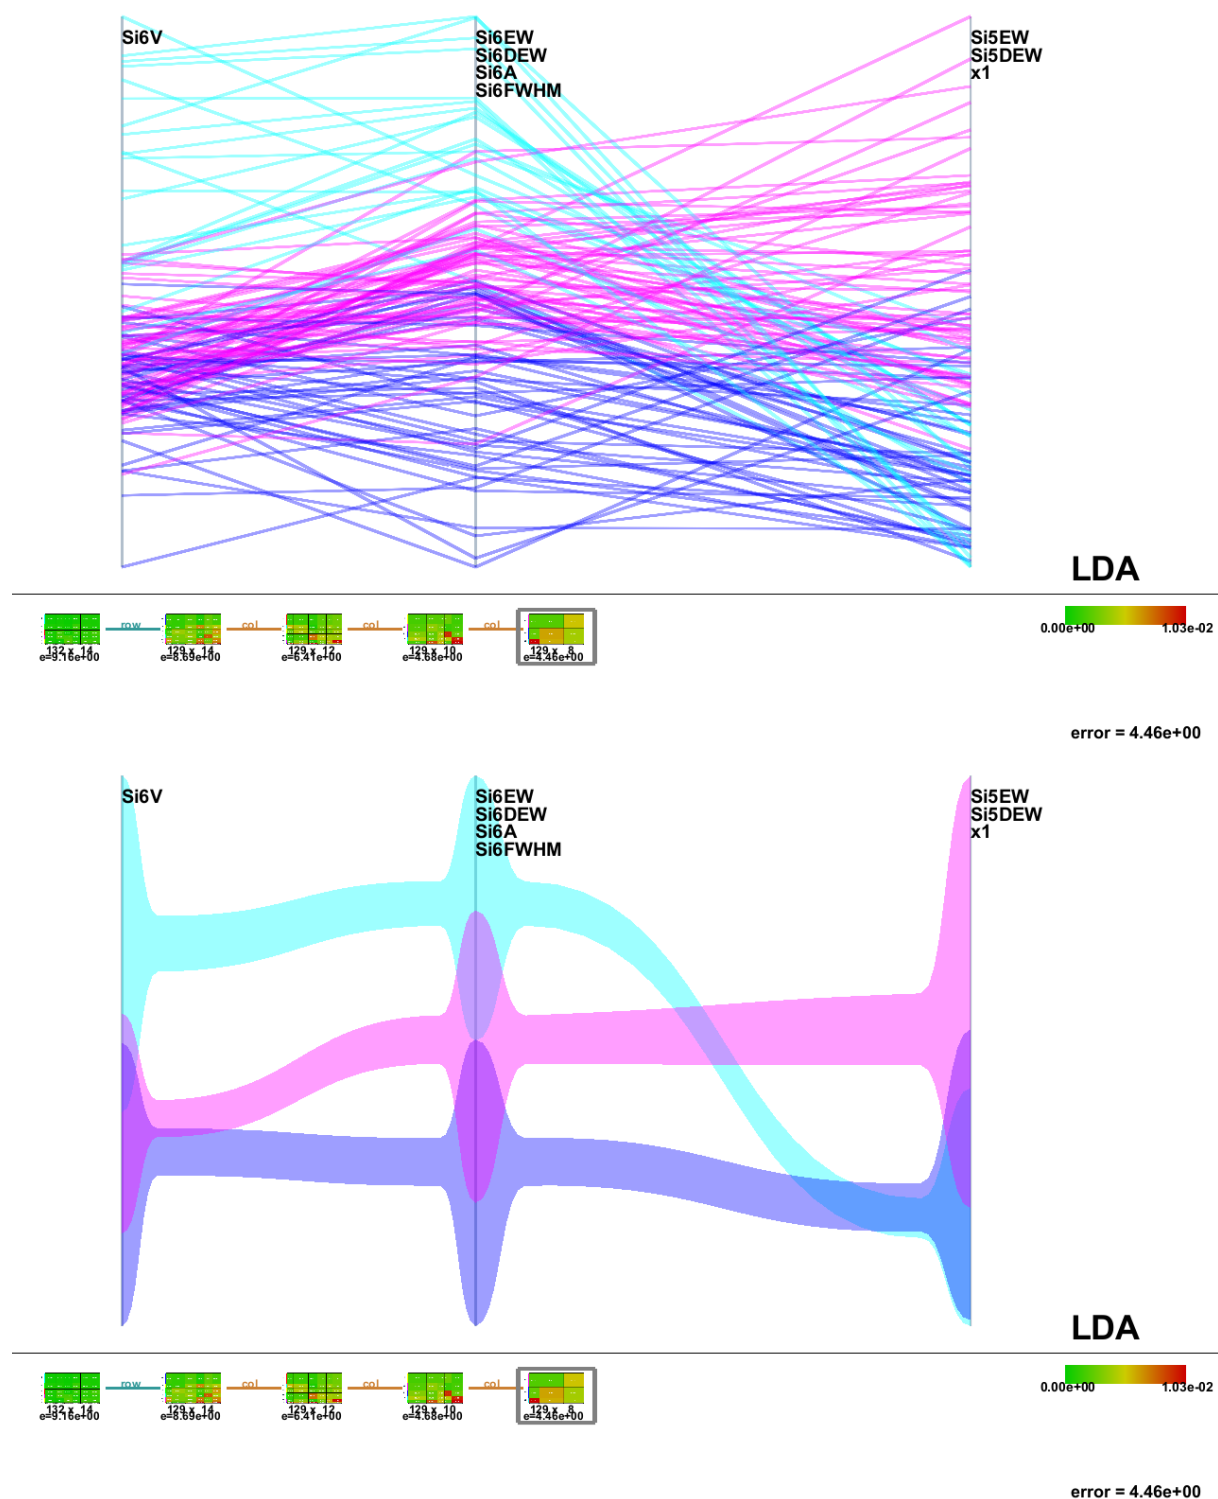 Si6V
Si6EW
Si6DEW
Si6A
Si6FWHM
Si5EW
Si5DEW
x1
LDA
row
col
col
col
132 x 14
e=9.16e+00
129 x 14
e=8.69e+00
129 x 12
e=6.41e+00
129 x 10
e=4.68e+00
129 x 8
e=4.46e+00
0.00e+00
1.03e-02
error = 4.46e+00
Si6V
Si6EW
Si6DEW
Si6A
Si6FWHM
Si5EW
Si5DEW
x1
LDA
row
col
col
col
132 x 14
e=9.16e+00
129 x 14
e=8.69e+00
129 x 12
e=6.41e+00
129 x 10
e=4.68e+00
129 x 8
e=4.46e+00
0.00e+00
1.03e-02
error = 4.46e+00